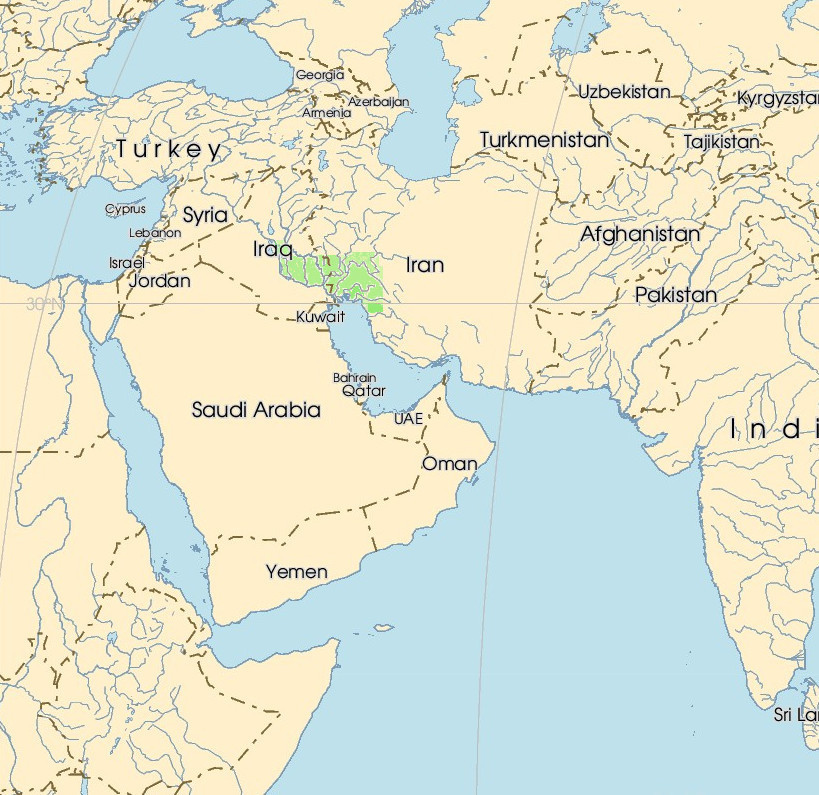 Georgia
Azerbaijan
Armenia
Uzbekistan
Kyrgyzstan
Turkey
Turkmenistan
Tajikistan
Cyprus
Syria
Lebanon
Iraq
Afghanistan
Israel
Iran
Jordan
Pakistan
30°N
Kuwait
Bahrain
Qatar
Saudi Arabia
UAE
Indi
Oman
Yemen
Sri La